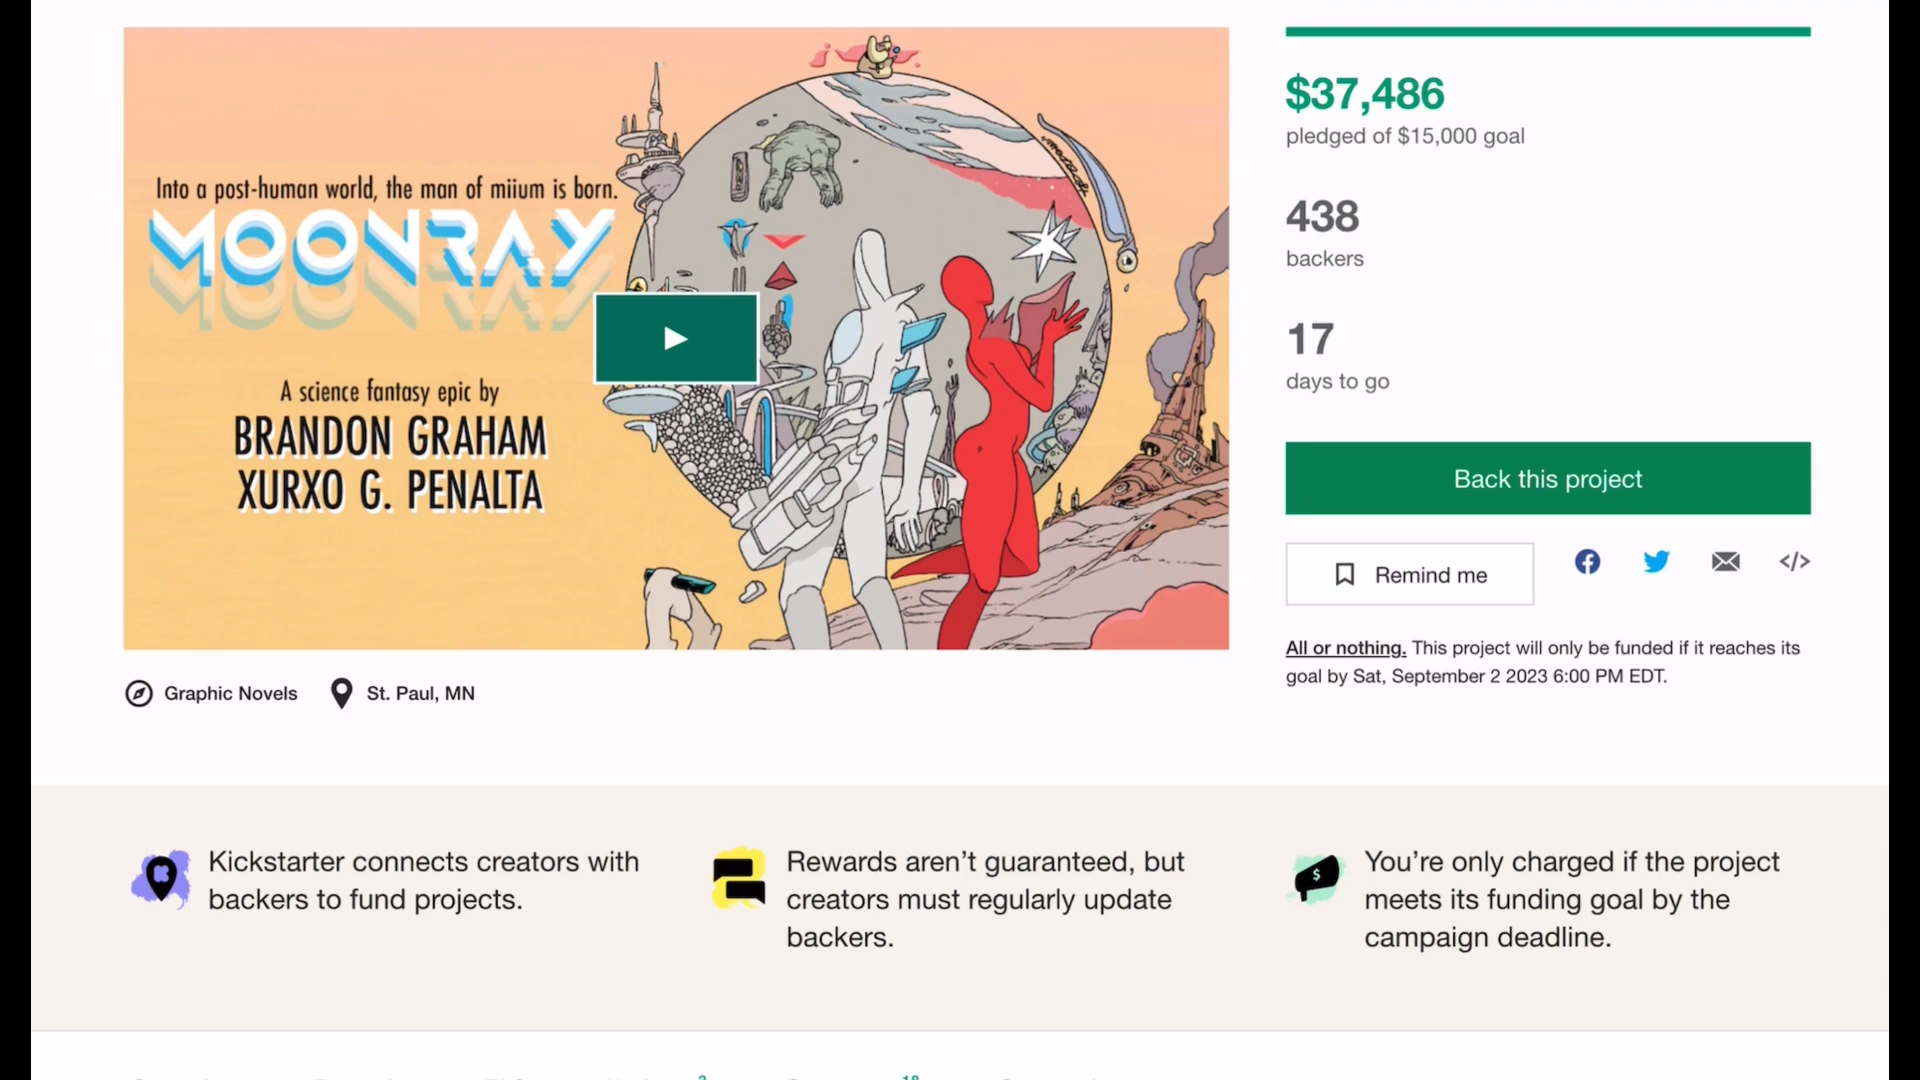 Into a post-human world, the man of miium is born.
MOONRAY
A science fantasy epic by
BRANDON GRAHAM
XURXO G. PENALTA
$37,486
pledged of $15,000 goal
438
backers
17
days to go
Back this project
Remind me
All or nothing. This project will only be funded if it reaches its
goal by Sat, September 2 2023 6:00 PM EDT.
Graphic Novels
St. Paul, MN
Kickstarter connects creators with
backers to fund projects.
Rewards aren’t guaranteed, but
creators must regularly update
backers.
You’re only charged if the project
meets its funding goal by the
campaign deadline.